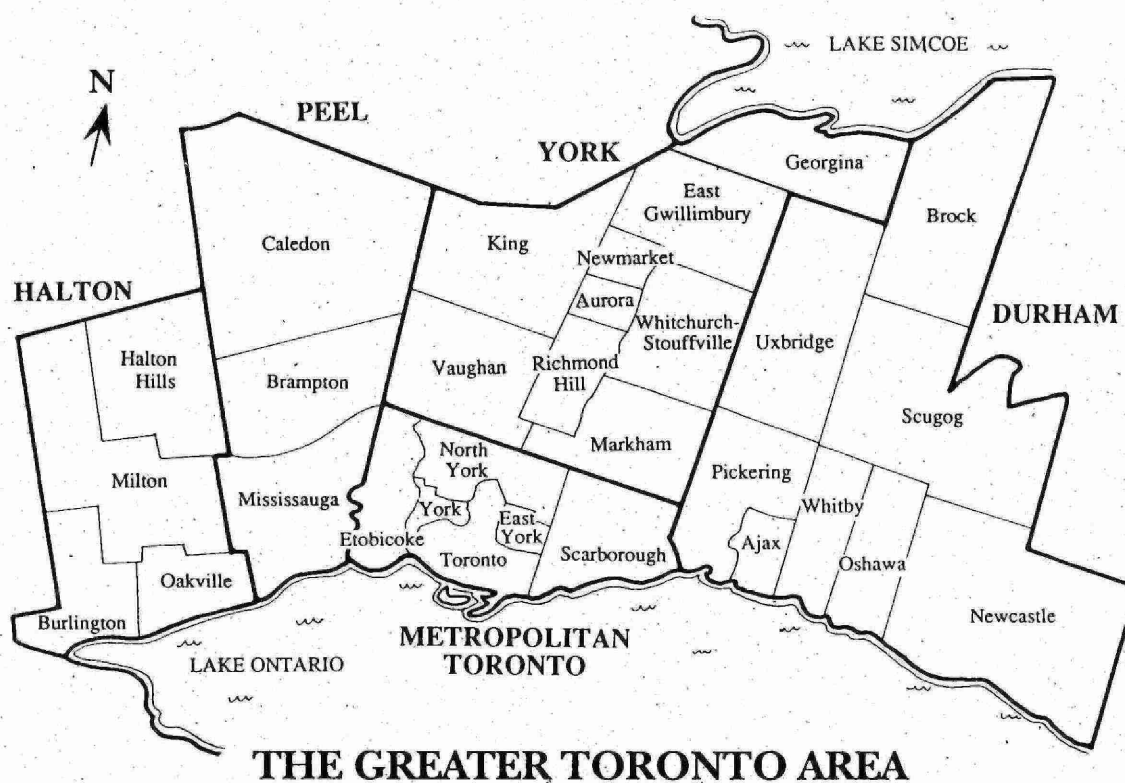 LAKE SIMCOE
N
PEEL
YORK
Georgina
East
Gwillimbury
Brock
Caledon
King
Newmarket
HALTON
Aurora
DURHAM
Whitchurch-
Stouffville
Uxbridge
Halton
Hills
Brampton
Vaughan
Richmond
Hill
Scugog
Markham
North
York
Pickering
Milton
Mississauga
Whitby
York
East
York
Etobicoke
Ajax
Toronto
Scarborough
Oshawa
Oakville
Newcastle
Burlington
METROPOLITAN
TORONTO
LAKE ONTARIO
THE GREATER TORONTO AREA